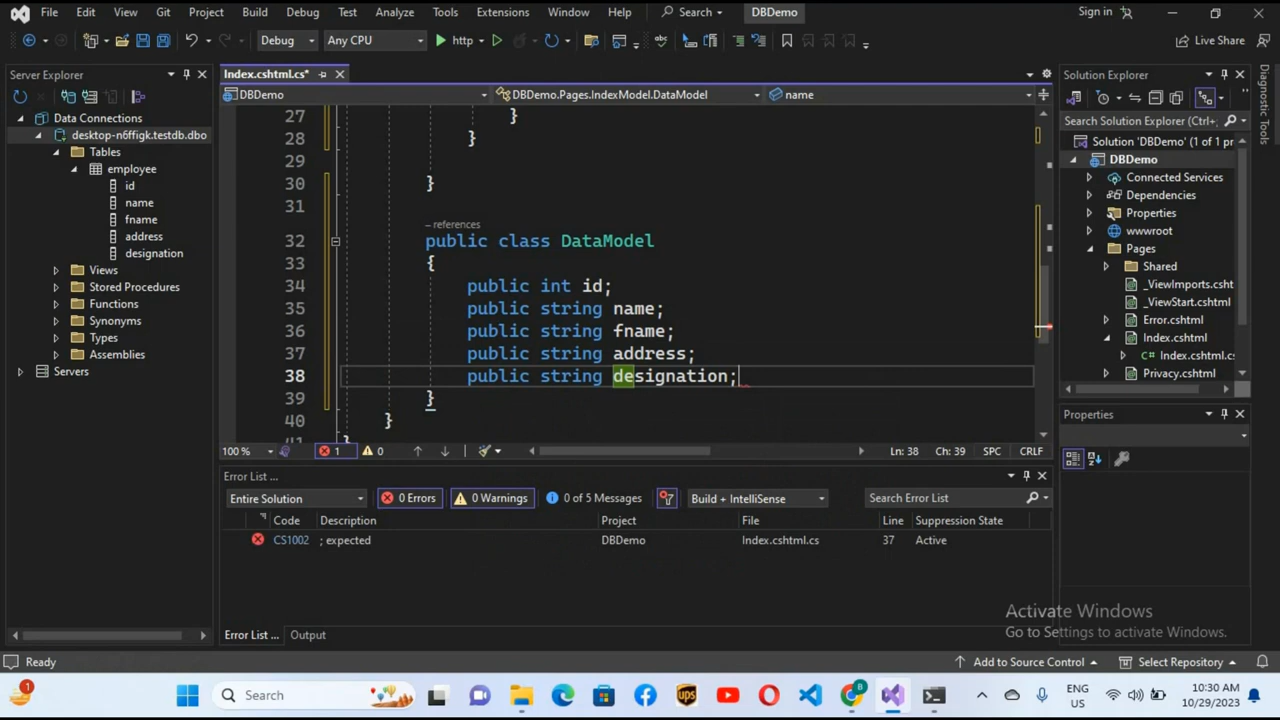 File Edit View Git Project Build Debug Test Analyze Tools Extensions Window Help Search DBDemo Sign in
Debug Any CPU http Live Share
Server Explorer
Data Connections
desktop-n6ffigk.testdb.dbo
Tables
employee
id
name
fname
address
designation
Views
Stored Procedures
Functions
Synonyms
Types
Assemblies
Servers
Index.cshtml.cs*
DBDemo DBDemo.Pages.IndexModel.DataModel name
27 }
28 }
29
30 }
31
– references
32 public class DataModel
33 {
34 public int id;
35 public string name;
36 public string fname;
37 public string address;
38 public string designation;
39 }
40 }
41 }
100 % 1 0 Ln: 38 Ch: 39 SPC CRLF
Error List ...
Entire Solution 0 Errors 0 Warnings 0 of 5 Messages Build + IntelliSense Search Error List
Code Description Project File Line Suppression State
CS1002 ; expected DBDemo Index.cshtml.cs 37 Active
Error List ... Output
Solution Explorer
Search Solution Explorer (Ctrl+;
Solution 'DBDemo' (1 of 1 pr
DBDemo
Connected Services
Dependencies
Properties
wwwroot
Pages
Shared
_ViewImports.csht
_ViewStart.cshtml
Error.cshtml
Index.cshtml
C# Index.cshtml.cs
Privacy.cshtml
Properties
Diagnostic Tools
Activate Windows
Go to Settings to activate Windows.
Ready Add to Source Control Select Repository
1 Search ups B ENG US 10:30 AM 10/29/2023